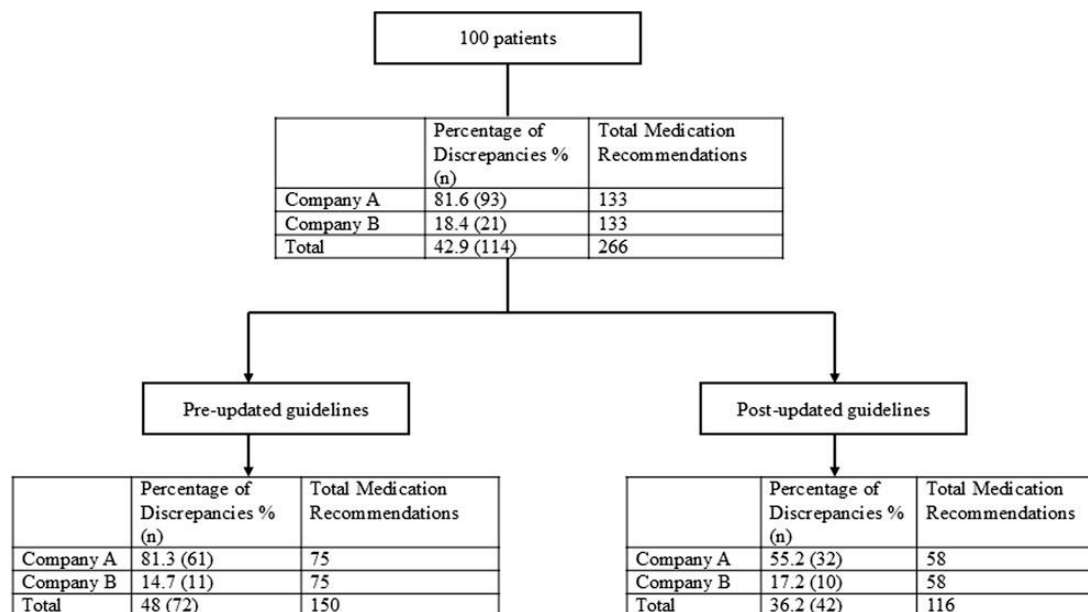 100 patients
Percentage of Total Medication
Discrepancies % Recommendations
(n)
Company A 81.6 (93) 133
Company B 18.4 (21) 133
Total 42.9 (114) 266
Pre-updated guidelines
Percentage of Total Medication
Discrepancies % Recommendations
(n)
Company A 81.3 (61) 75
Company B 14.7 (11) 75
Total 48 (72) 150
Post-updated guidelines
Percentage of Total Medication
Discrepancies % Recommendations
(n)
Company A 55.2 (32) 58
Company B 17.2 (10) 58
Total 36.2 (42) 116